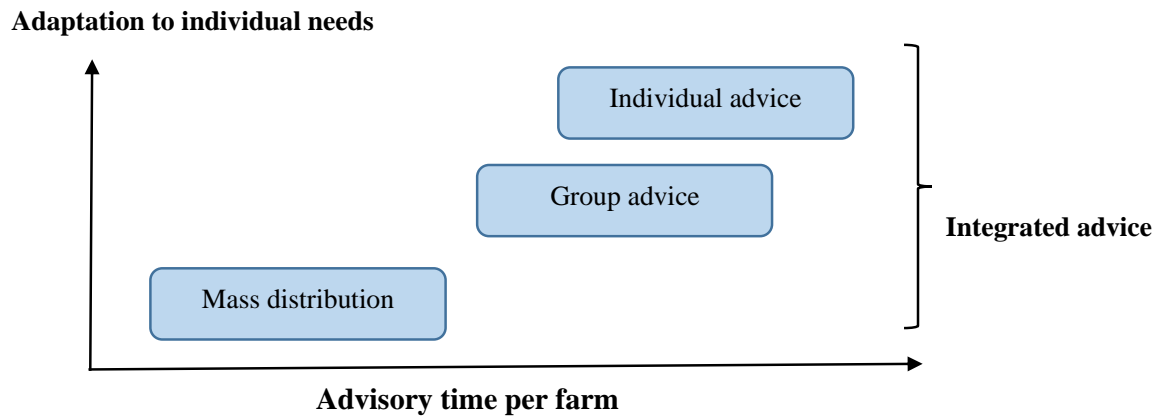 Adaptation to individual needs
Individual advice
Group advice
Integrated advice
Mass distribution
Advisory time per farm